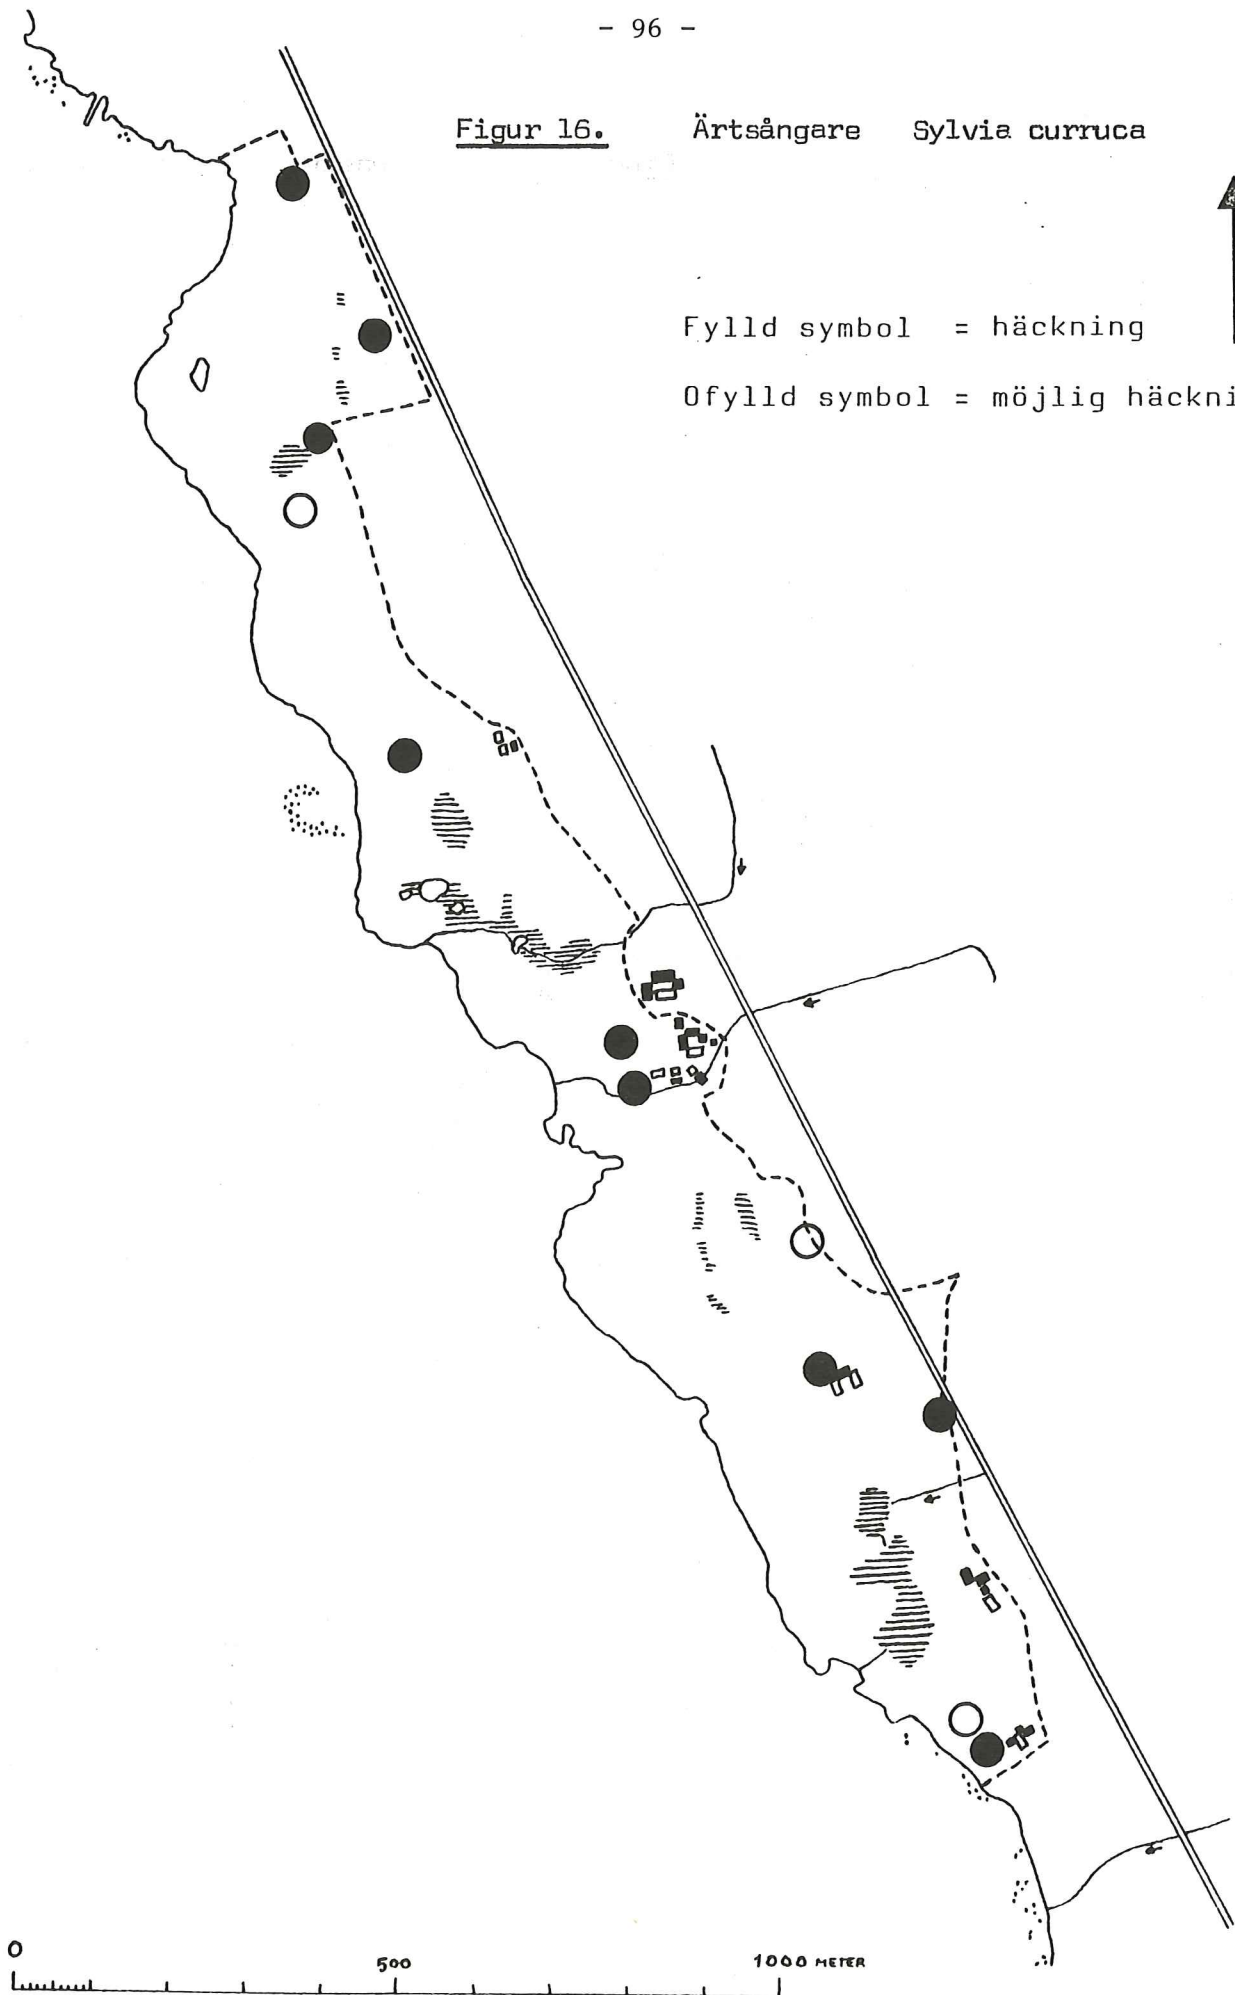 - 96 -
Figur 16. Ärtsångare Sylvia curruca
Fylld symbol = häckning
Ofylld symbol = möjlig häckni
0 500 1000 METER